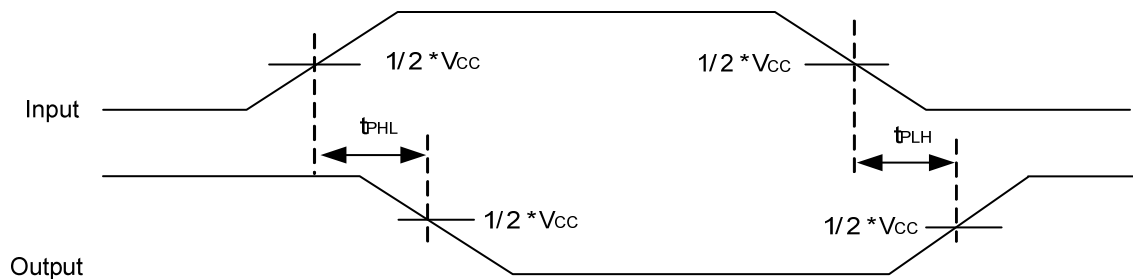 1/2*VCC
1/2*VCC
Input
tPHL
tPLH
1/2*VCC
1/2*VCC
Output